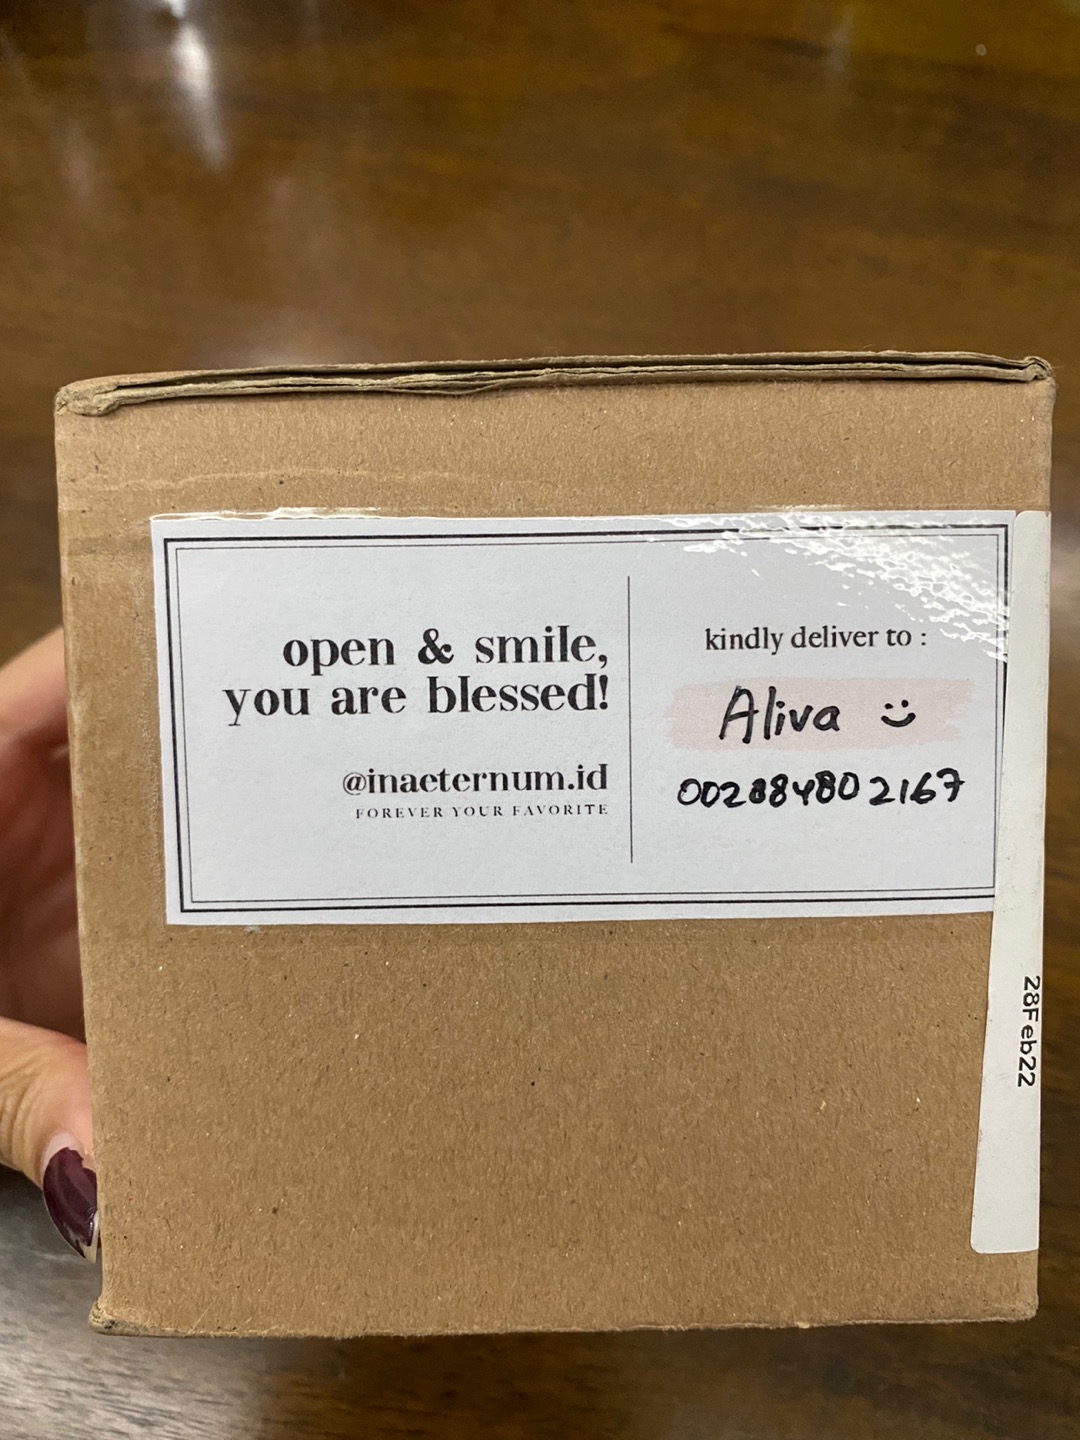 open & smile,
you are blessed!
@inaeternum.id
FOREVER YOUR FAVORITE
kindly deliver to :
Aliva
002884802167
28Feb22